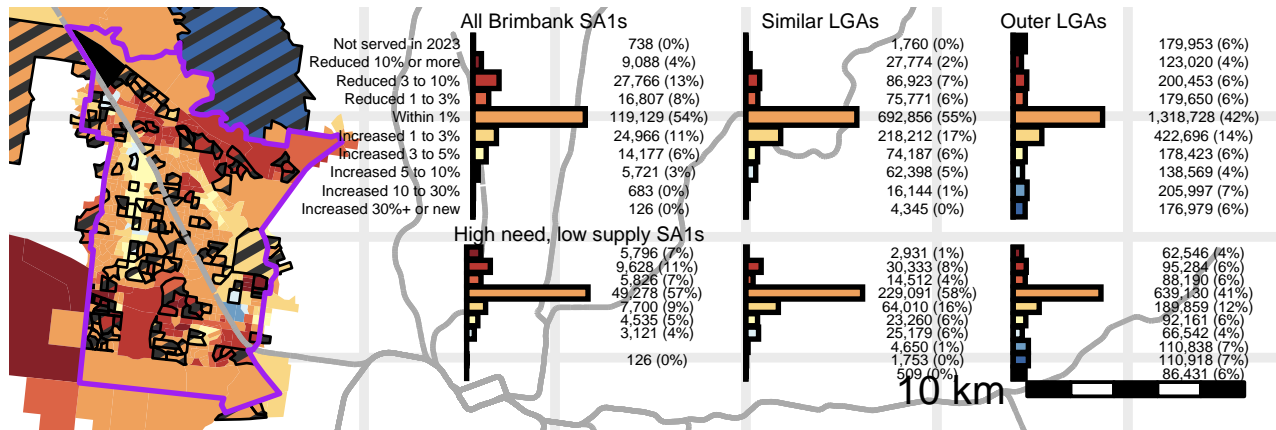 All Brimbank SA1s Similar LGAs Outer LGAs
Not served in 2023 738 (0%) 1,760 (0%) 179,953 (6%)
Reduced 10% or more 9,088 (4%) 27,774 (2%) 123,020 (4%)
Reduced 3 to 10% 27,766 (13%) 86,923 (7%) 200,453 (6%)
Reduced 1 to 3% 16,807 (8%) 75,771 (6%) 179,650 (6%)
Within 1% 119,129 (54%) 692,856 (55%) 1,318,728 (42%)
Increased 1 to 3% 24,966 (11%) 218,212 (17%) 422,696 (14%)
Increased 3 to 5% 14,177 (6%) 74,187 (6%) 178,423 (6%)
Increased 5 to 10% 5,721 (3%) 62,398 (5%) 138,569 (4%)
Increased 10 to 30% 683 (0%) 16,144 (1%) 205,997 (7%)
Increased 30%+ or new 126 (0%) 4,345 (0%) 176,979 (6%)
High need, low supply SA1s
5,796 (7%) 2,931 (1%) 62,546 (4%)
9,628 (11%) 30,333 (8%) 95,284 (6%)
5,826 (7%) 14,512 (4%) 88,190 (6%)
49,278 (57%) 229,091 (58%) 639,130 (41%)
7,700 (9%) 64,010 (16%) 189,859 (12%)
4,535 (5%) 23,260 (6%) 92,161 (6%)
3,121 (4%) 25,179 (6%) 66,542 (4%)
4,650 (1%) 110,838 (7%)
126 (0%) 1,753 (0%) 110,918 (7%)
509 (0%) 86,431 (6%)
10 km